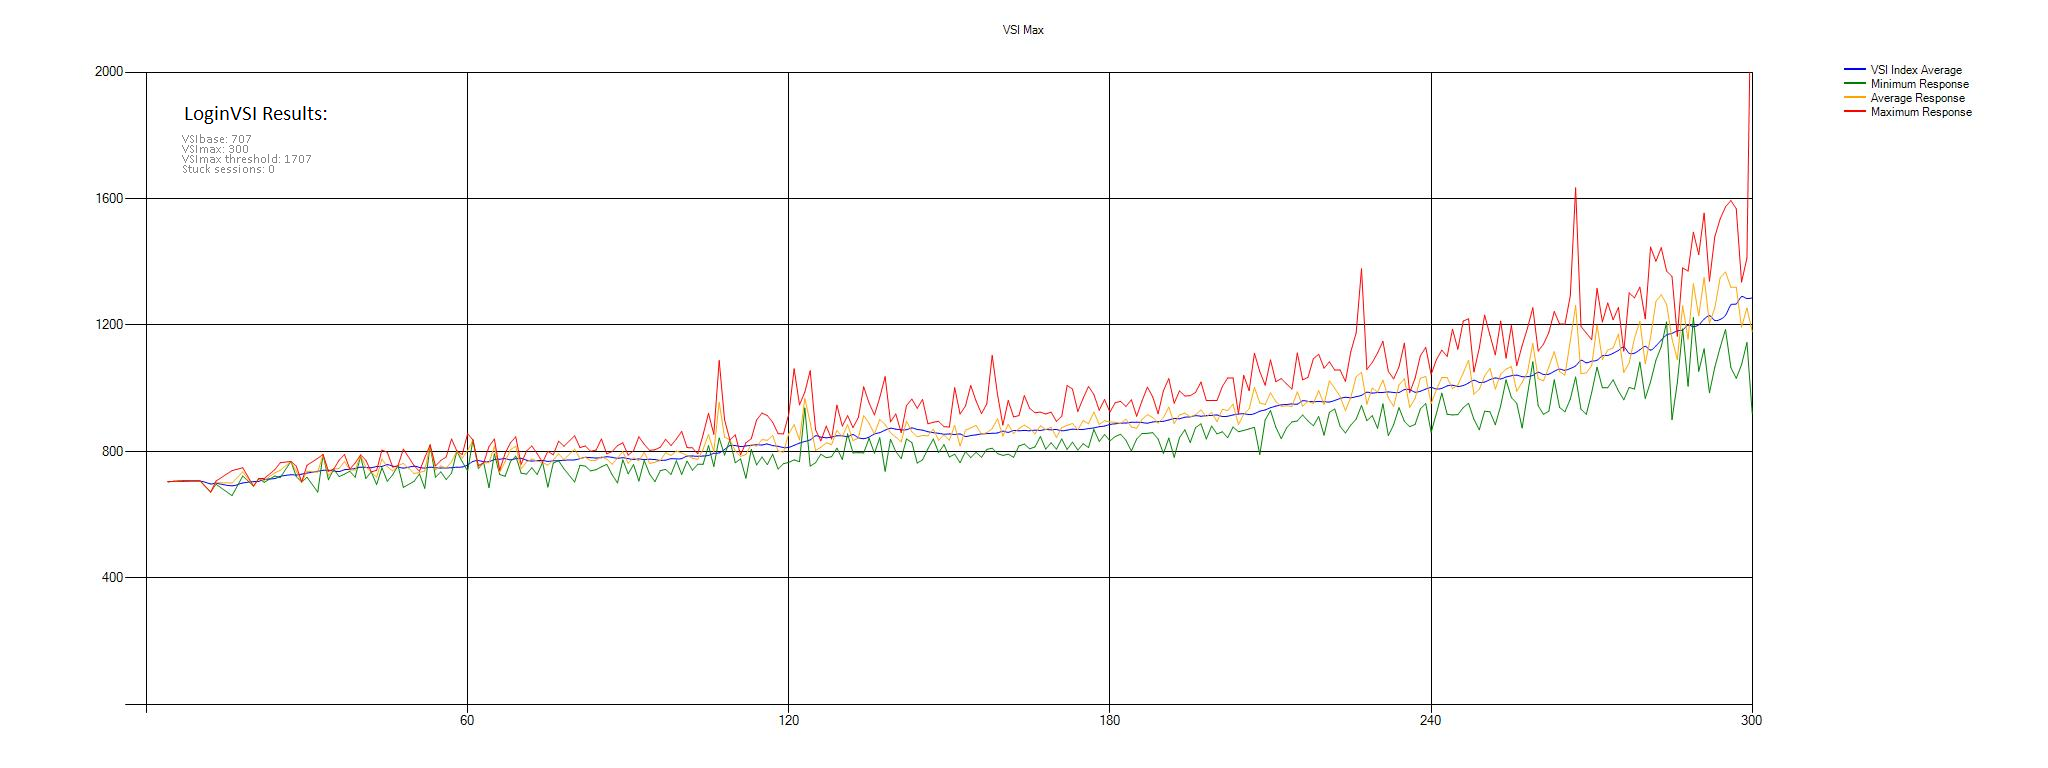 VSI Max
2000
1600
1200
800
400
LoginVSI Results:
VSIbase: 707
VSImax: 300
VSImax threshold: 1707
Stuck sessions: 0
VSI Index Average
Minimum Response
Average Response
Maximum Response
60 120 180 240 300